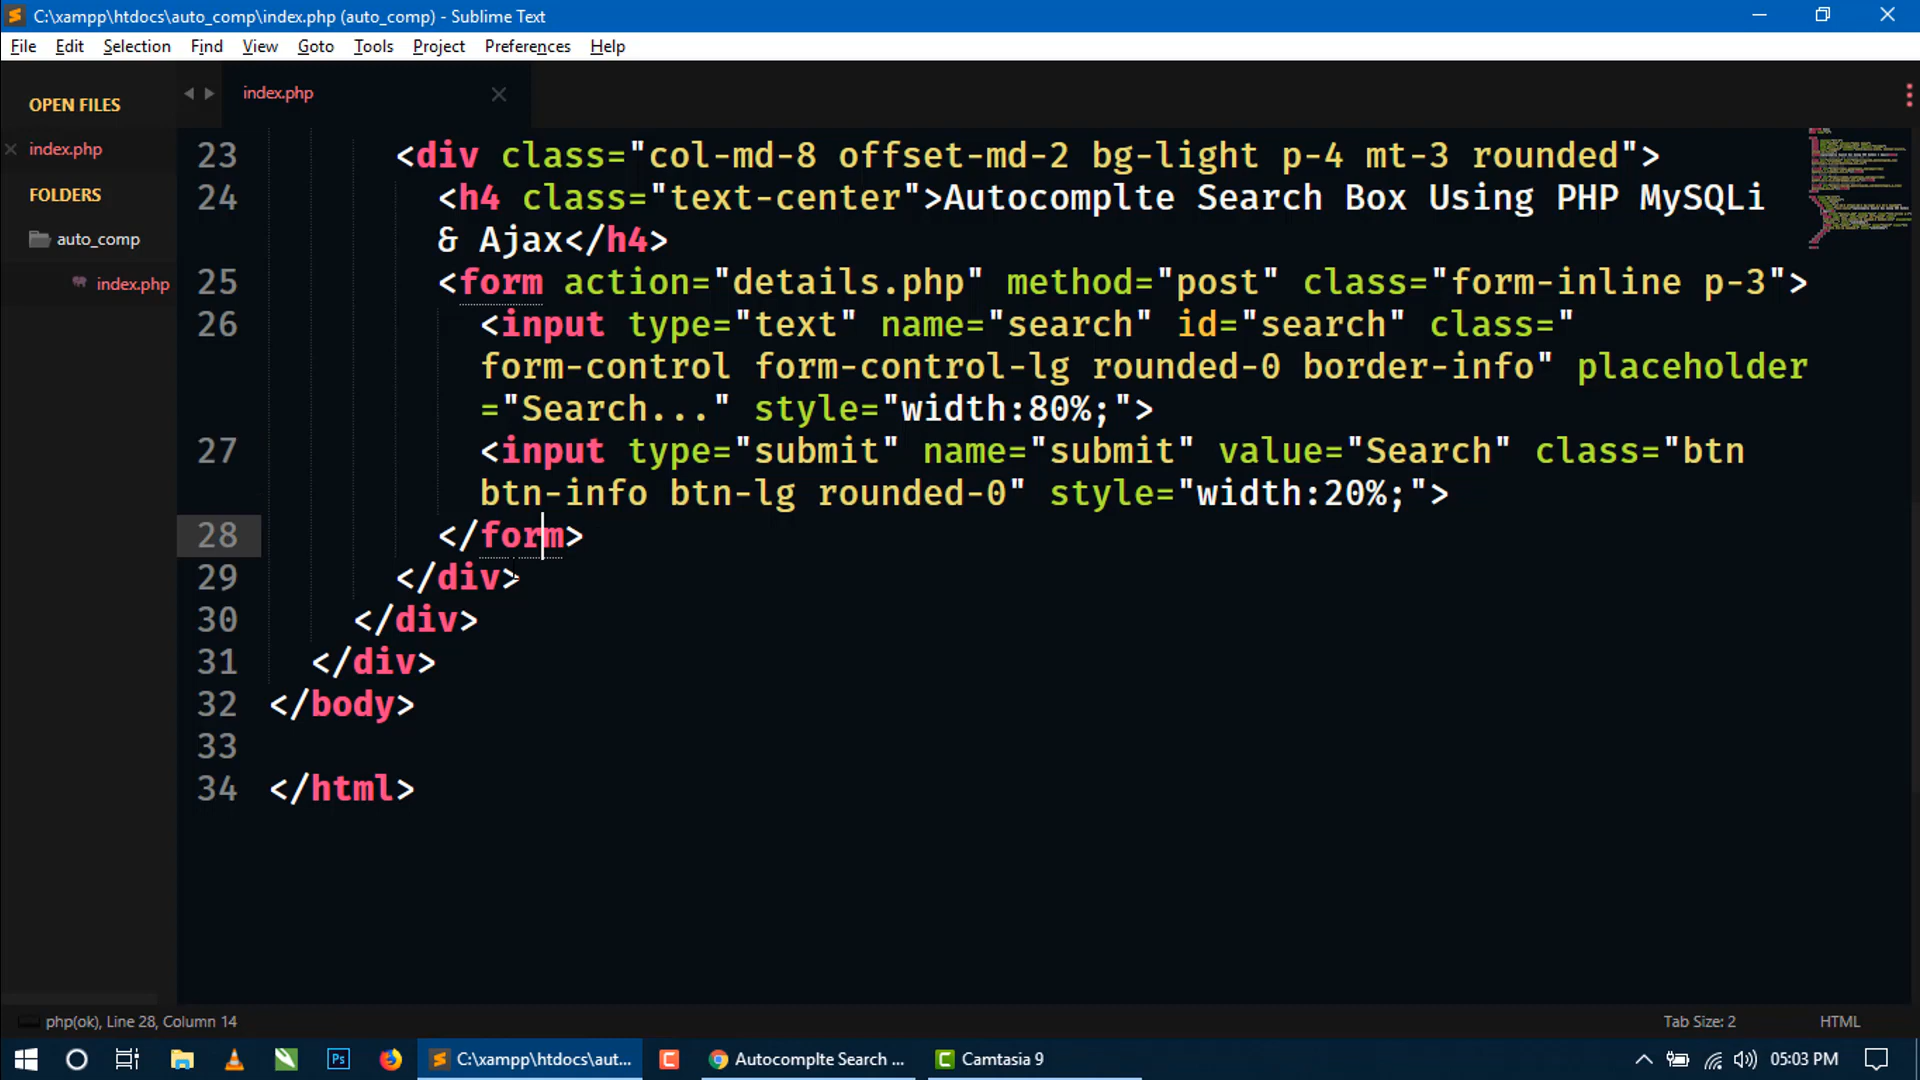 C:\xampp\htdocs\auto_comp\index.php (auto_comp) - Sublime Text
File Edit Selection Find View Goto Tools Project Preferences Help
OPEN FILES
index.php
FOLDERS
auto_comp
index.php
index.php
23 <div class="col-md-8 offset-md-2 bg-light p-4 mt-3 rounded">
24 <h4 class="text-center">Autocomplte Search Box Using PHP MySQLi
& Ajax</h4>
25 <form action="details.php" method="post" class="form-inline p-3">
26 <input type="text" name="search" id="search" class="
form-control form-control-lg rounded-0 border-info" placeholder
="Search..." style="width:80%;">
27 <input type="submit" name="submit" value="Search" class="btn
btn-info btn-lg rounded-0" style="width:20%;">
28 </form>
29 </div>
30 </div>
31 </div>
32 </body>
33
34 </html>
php(ok), Line 28, Column 14
Tab Size: 2
HTML
Ps
C:\xampp\htdocs\aut...
C
Autocomplte Search ...
C
Camtasia 9
05:03 PM